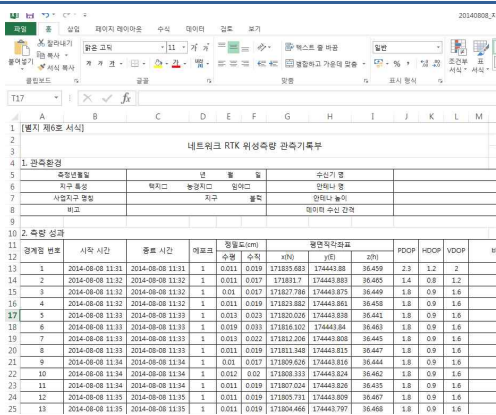 20140808_지
파일 홈 삽입 페이지 레이아웃 수식 데이터 검토 보기
붙여넣기 잘라내기 복사 서식 복사
맑은 고딕 11 가 가 가 가 가
텍스트 줄 바꿈 병합하고 가운데 맞춤
일반 % , 조건부 서식 표 서식
클립보드 글꼴 맞춤 표시 형식
T17 fx
A B C D E F G H I J K L M
1 [별지 제6호 서식]
2 네트워크 RTK 위성측량 관측기록부
3
4 1. 관측환경
5 측정년월일 년 월 일 수신기 명
6 지구 특성 택지□ 농경지□ 임야□ 안테나 명
7 사업지구 명칭 지구 블럭 안테나 높이
8 비고 데이터 수신 간격
9
10 2. 측량 성과
11 경계점 번호 시작 시간 종료 시간 에포크 정밀도(cm) 평면직각좌표 PDOP HDOP VDOP 비
12 수평 수직 x(N) y(E) z(h)
13 1 2014-08-08 11:31 2014-08-08 11:31 1 0.011 0.019 171835.683 174443.88 36.459 2.3 1.2 2
14 2 2014-08-08 11:32 2014-08-08 11:32 1 0.011 0.017 171831.7 174443.883 36.465 1.4 0.8 1.2
15 3 2014-08-08 11:32 2014-08-08 11:32 1 0.01 0.017 171827.786 174443.875 36.449 1.8 0.9 1.6
16 4 2014-08-08 11:32 2014-08-08 11:32 1 0.011 0.019 171823.882 174443.861 36.458 1.8 0.9 1.6
17 5 2014-08-08 11:33 2014-08-08 11:33 1 0.013 0.023 171820.026 174443.838 36.441 1.8 0.9 1.6
18 6 2014-08-08 11:33 2014-08-08 11:33 1 0.019 0.033 171816.102 174443.84 36.463 1.8 0.9 1.6
19 7 2014-08-08 11:33 2014-08-08 11:33 1 0.013 0.022 171812.206 174443.808 36.445 1.8 0.9 1.6
20 8 2014-08-08 11:33 2014-08-08 11:33 1 0.011 0.019 171811.348 174443.815 36.447 1.8 0.9 1.6
21 9 2014-08-08 11:34 2014-08-08 11:34 1 0.01 0.017 171809.626 174443.816 36.444 1.8 0.9 1.6
22 10 2014-08-08 11:34 2014-08-08 11:34 1 0.012 0.02 171808.333 174443.824 36.462 1.8 0.9 1.6
23 11 2014-08-08 11:34 2014-08-08 11:34 1 0.011 0.019 171807.024 174443.826 36.435 1.8 0.9 1.6
24 12 2014-08-08 11:35 2014-08-08 11:35 1 0.011 0.019 171805.731 174443.809 36.467 1.8 0.9 1.6
25 13 2014-08-08 11:35 2014-08-08 11:35 1 0.011 0.019 171804.466 174443.797 36.468 1.8 0.9 1.6